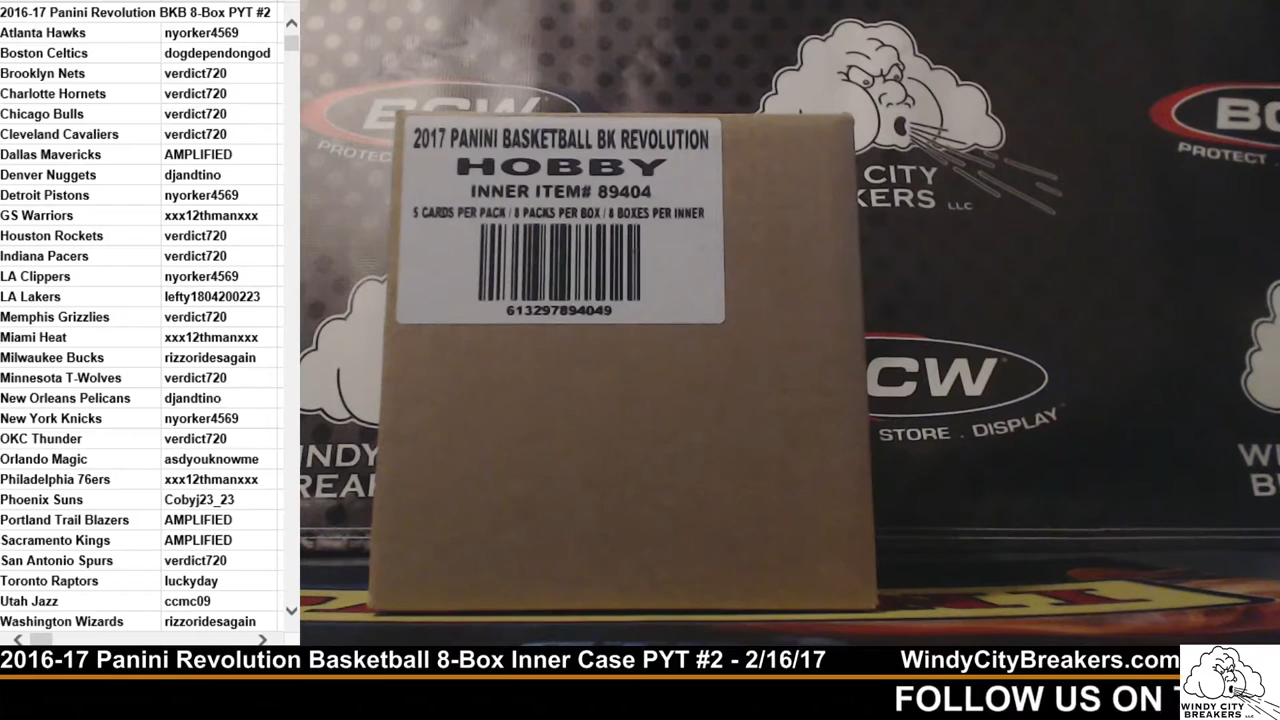 2016-17 Panini Revolution BKB 8-Box PYT #2
Atlanta Hawks nyorker4569
Boston Celtics dogdependongod
Brooklyn Nets verdict720
Charlotte Hornets verdict720
Chicago Bulls verdict720
Cleveland Cavaliers verdict720
Dallas Mavericks AMPLIFIED
Denver Nuggets djandtino
Detroit Pistons nyorker4569
GS Warriors xxx12thmanxxx
Houston Rockets verdict720
Indiana Pacers verdict720
LA Clippers nyorker4569
LA Lakers lefty1804200223
Memphis Grizzlies verdict720
Miami Heat xxx12thmanxxx
Milwaukee Bucks rizzoridesagain
Minnesota T-Wolves verdict720
New Orleans Pelicans djandtino
New York Knicks nyorker4569
OKC Thunder verdict720
Orlando Magic asdyouknowme
Philadelphia 76ers xxx12thmanxxx
Phoenix Suns Cobyj23_23
Portland Trail Blazers AMPLIFIED
Sacramento Kings AMPLIFIED
San Antonio Spurs verdict720
Toronto Raptors luckyday
Utah Jazz ccmc09
Washington Wizards rizzoridesagain
2017 PANINI BASKETBALL BK REVOLUTION
HOBBY
INNER ITEM# 89404
5 CARDS PER PACK / 8 PACKS PER BOX / 8 BOXES PER INNER
613297894049
BCW
PROTECT
CITY
KERS LLC
BC
PROTECT
CW
STORE . DISPLAY
NDY
REA
WI
B
2016-17 Panini Revolution Basketball 8-Box Inner Case PYT #2 - 2/16/17
WindyCityBreakers.com
FOLLOW US ON T
WINDY CITY
BREAKERS LLC